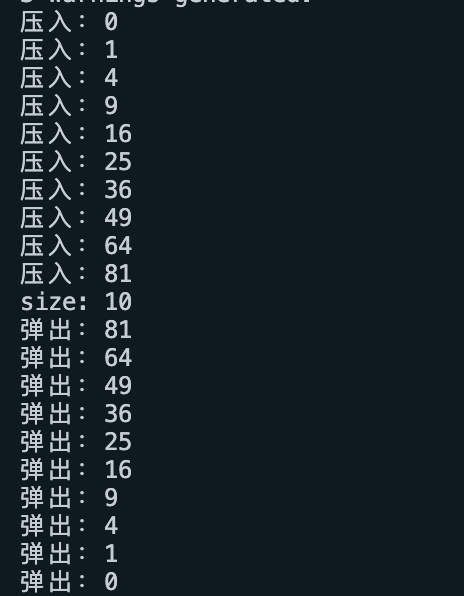 压入: 0
压入: 1
压入: 4
压入: 9
压入: 16
压入: 25
压入: 36
压入: 49
压入: 64
压入: 81
size: 10
弹出: 81
弹出: 64
弹出: 49
弹出: 36
弹出: 25
弹出: 16
弹出: 9
弹出: 4
弹出: 1
弹出: 0